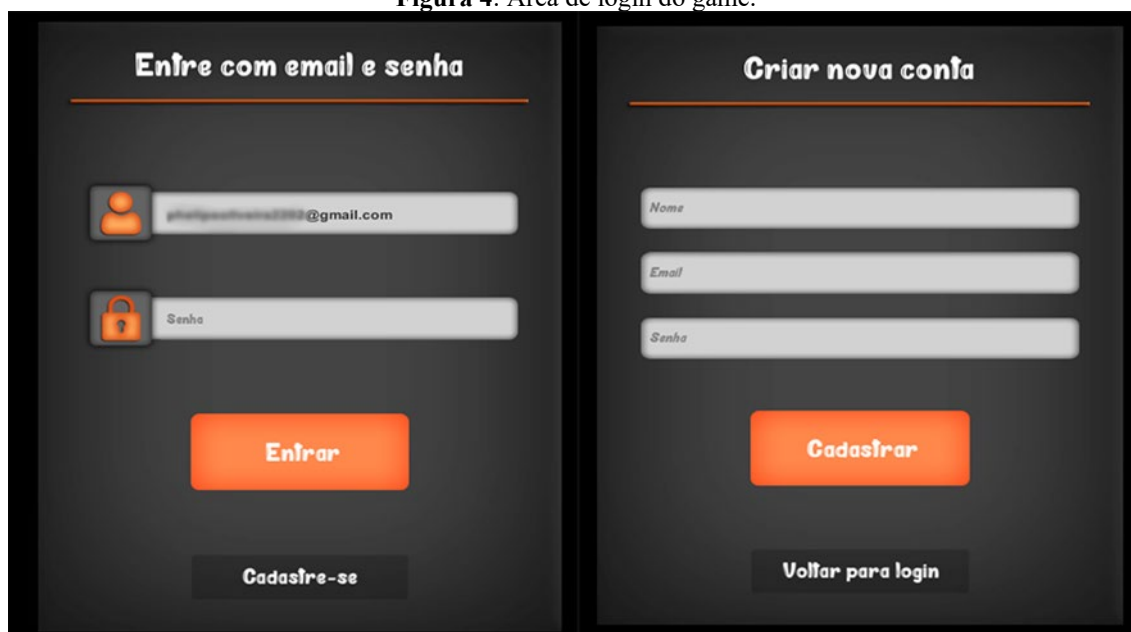 Figura 4. Área de login do game.
Entre com email e senha
@gmail.com
Senha
Entrar
Cadastre-se
Criar nova conta
Nome
Email
Senha
Cadastrar
Voltar para login